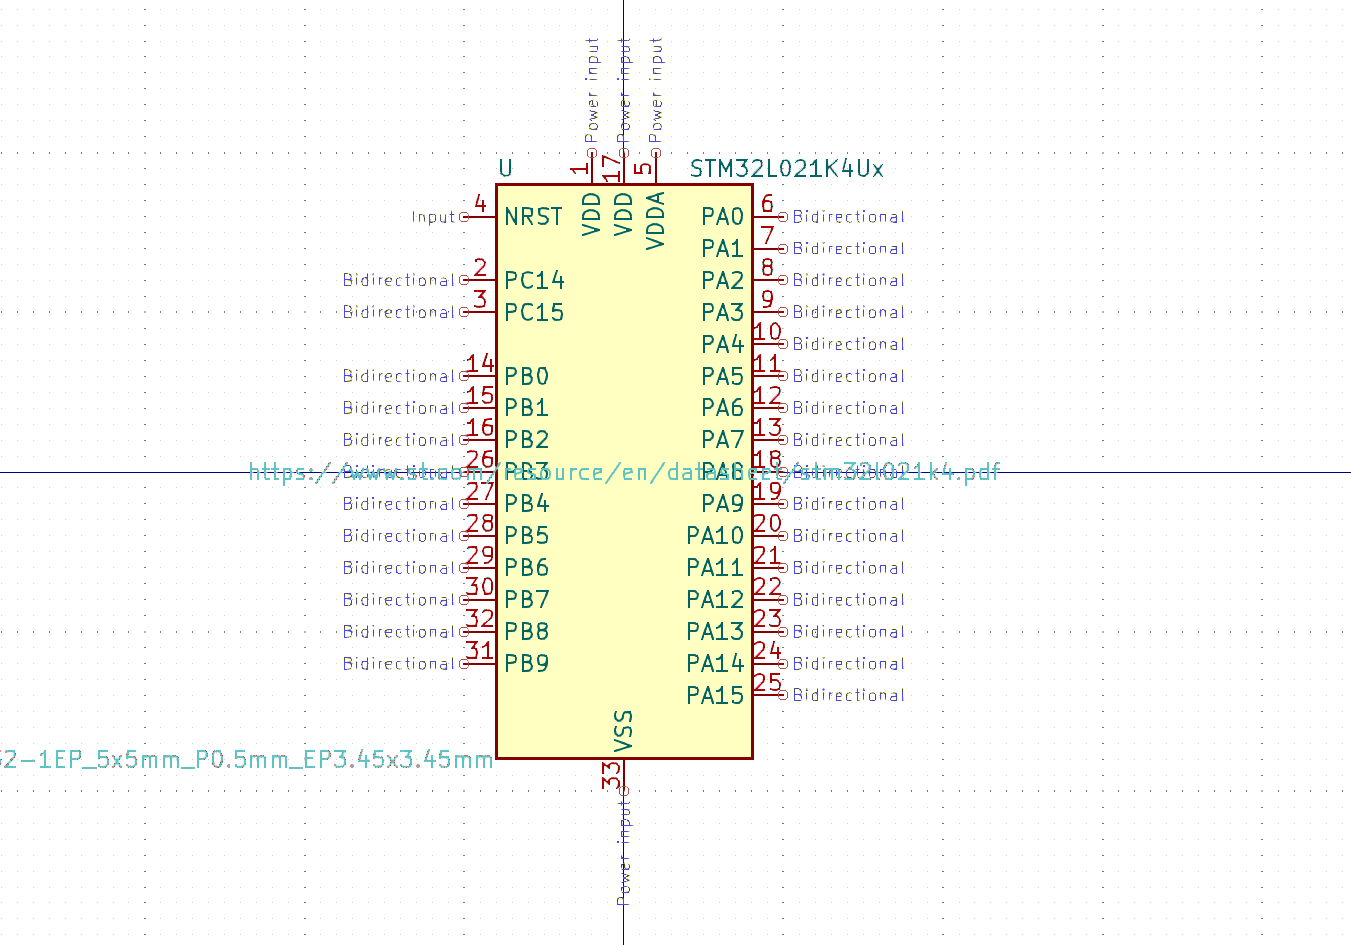 Power input
Power input
Power input
1
17
5
U
STM32L021K4Ux
VDD
VDD
VDDA
Input 4 NRST
PA0 6 Bidirectional
PA1 7 Bidirectional
Bidirectional 2 PC14
PA2 8 Bidirectional
Bidirectional 3 PC15
PA3 9 Bidirectional
PA4 10 Bidirectional
Bidirectional 14 PB0
PA5 11 Bidirectional
Bidirectional 15 PB1
PA6 12 Bidirectional
Bidirectional 16 PB2
PA7 13 Bidirectional
Bidirectional 26 PB3
PA8 18 Bidirectional
https://www.st.com/resource/en/datasheet/stm32l021k4.pdf
Bidirectional 27 PB4
PA9 19 Bidirectional
Bidirectional 28 PB5
PA10 20 Bidirectional
Bidirectional 29 PB6
PA11 21 Bidirectional
Bidirectional 30 PB7
PA12 22 Bidirectional
Bidirectional 32 PB8
PA13 23 Bidirectional
Bidirectional 31 PB9
PA14 24 Bidirectional
PA15 25 Bidirectional
VSS
2-1EP_5x5mm_P0.5mm_EP3.45x3.45mm
33
Power input